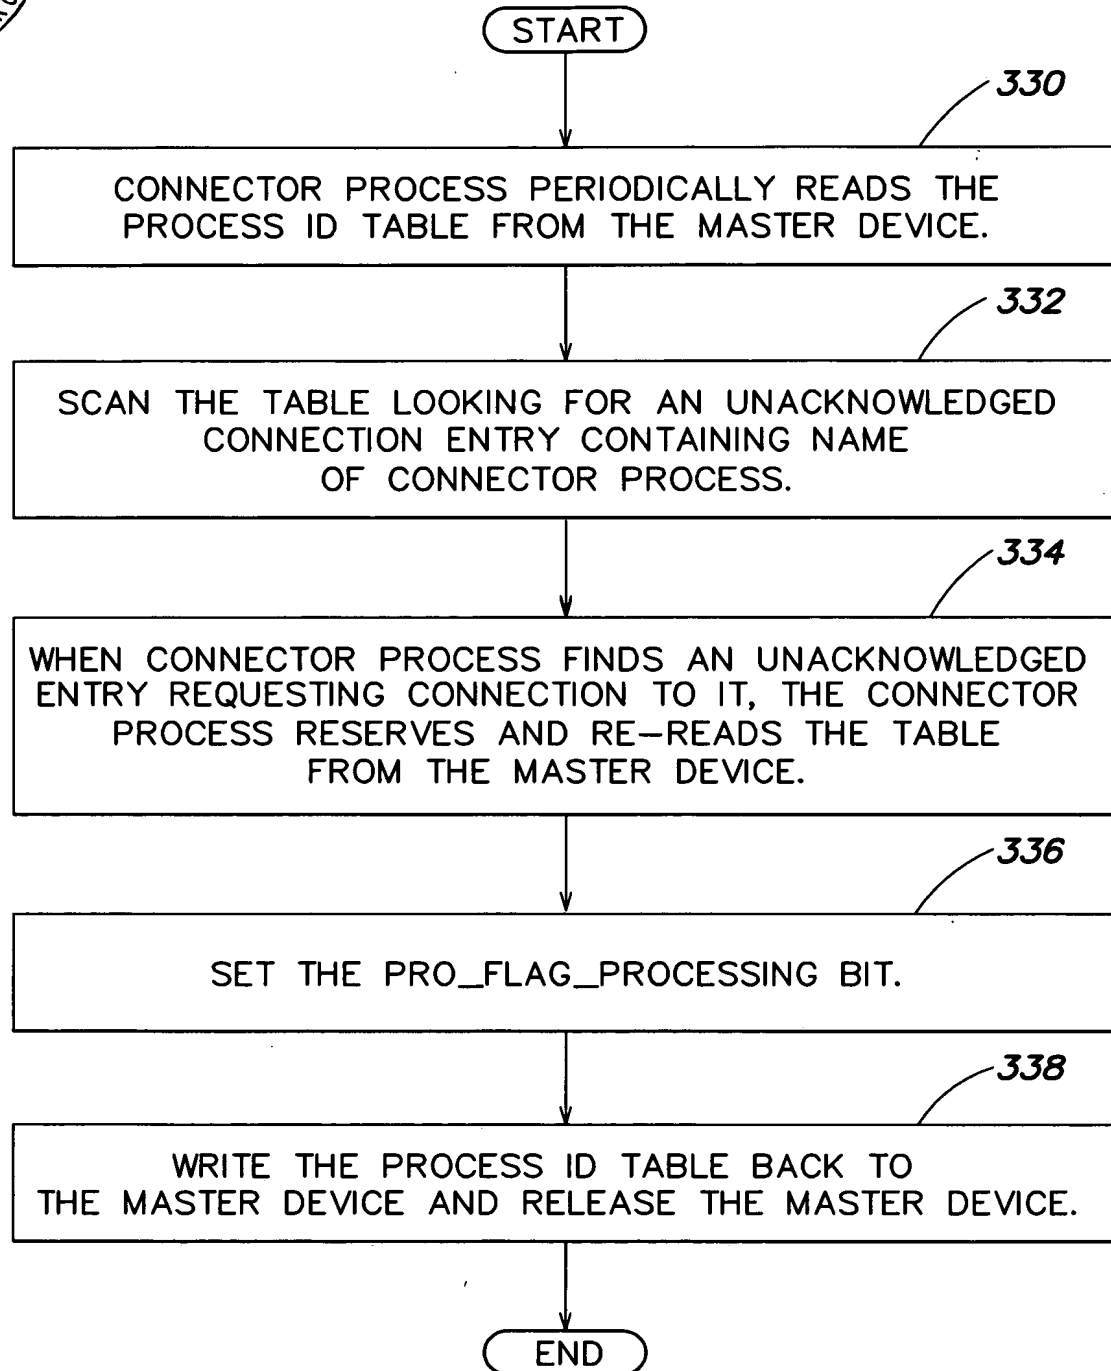 START
330
CONNECTOR PROCESS PERIODICALLY READS THE
PROCESS ID TABLE FROM THE MASTER DEVICE.
332
SCAN THE TABLE LOOKING FOR AN UNACKNOWLEDGED
CONNECTION ENTRY CONTAINING NAME
OF CONNECTOR PROCESS.
334
WHEN CONNECTOR PROCESS FINDS AN UNACKNOWLEDGED
ENTRY REQUESTING CONNECTION TO IT, THE CONNECTOR
PROCESS RESERVES AND RE-READS THE TABLE
FROM THE MASTER DEVICE.
336
SET THE PRO_FLAG_PROCESSING BIT.
338
WRITE THE PROCESS ID TABLE BACK TO
THE MASTER DEVICE AND RELEASE THE MASTER DEVICE.
END